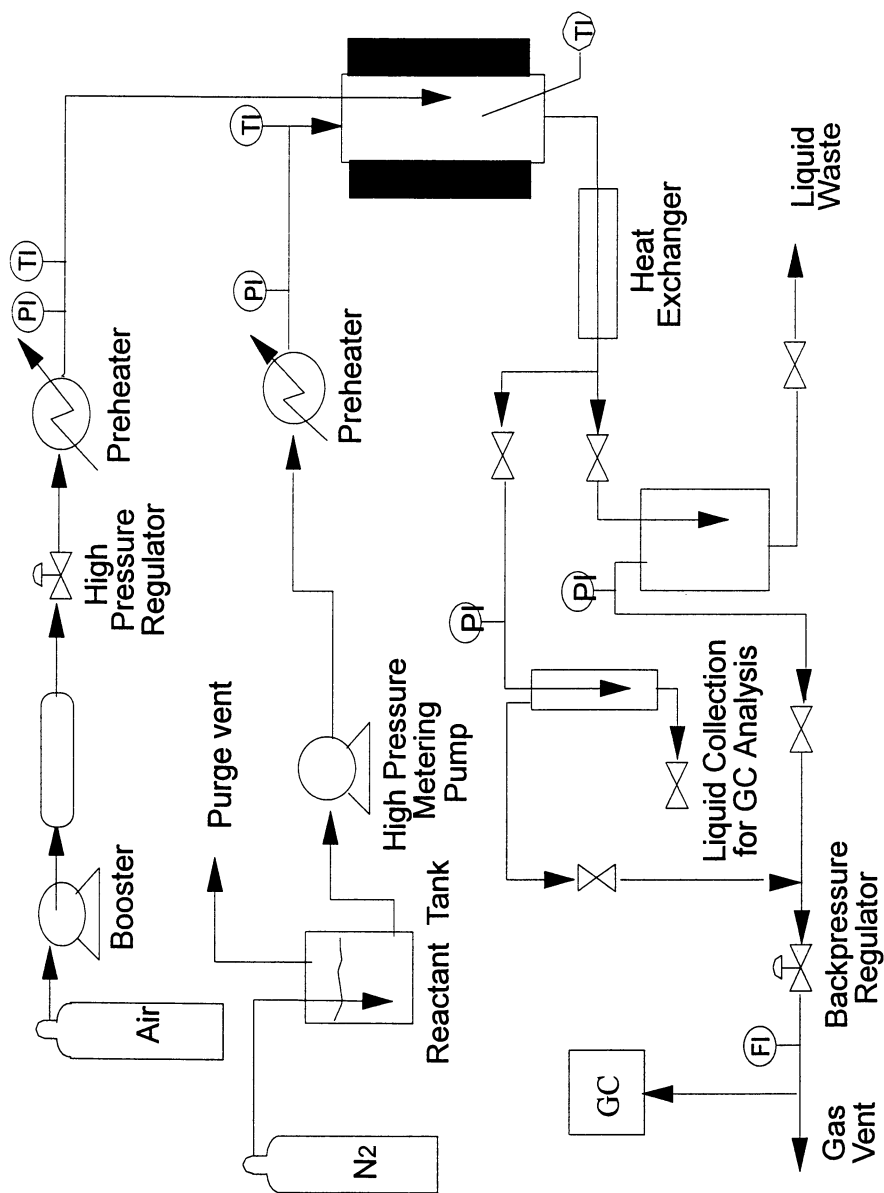 Air
Booster
High
Pressure
Regulator
Preheater
PI
TI
N2
Purge vent
Reactant Tank
High Pressure
Metering
Pump
Preheater
PI
TI
TI
Heat
Exchanger
Liquid
Waste
PI
PI
Liquid Collection
for GC Analysis
Backpressure
Regulator
FI
GC
Gas
Vent